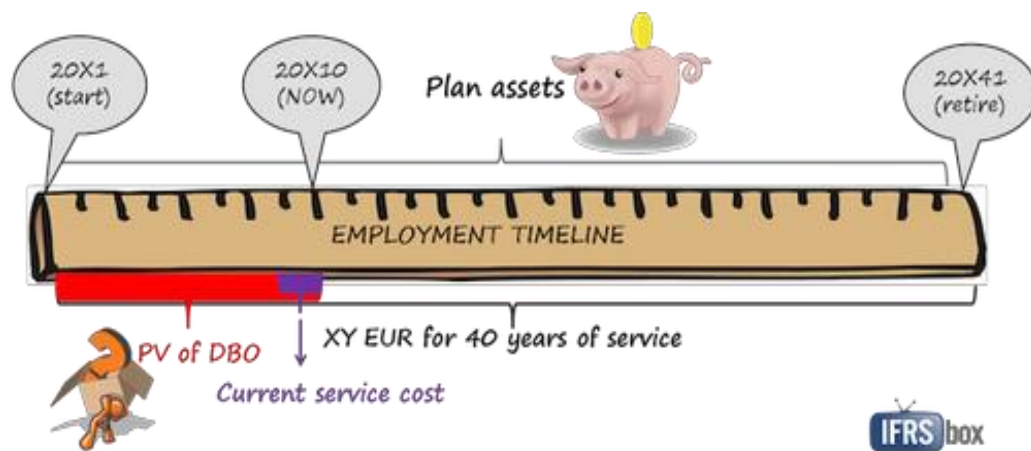 20X1
(start)
20X10
(NOW)
Plan assets
20X41
(retire)
EMPLOYMENT TIMELINE
PV of DBO
XY EUR for 40 years of service
Current service cost
IFRS box